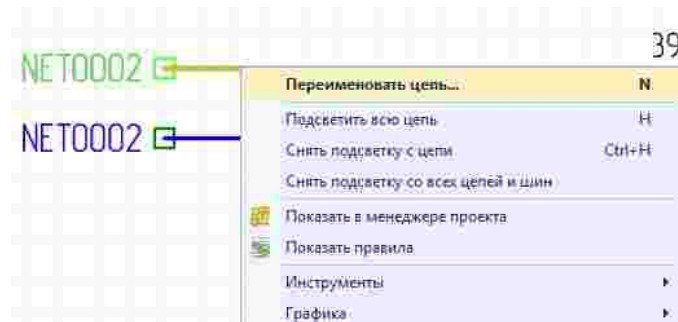 39
NET0002
Переименовать цепь... N
NET0002
Подсветить всю цепь H
Снять подсветку с цепи Ctrl+H
Снять подсветку со всех цепей и шин
Показать в менеджере проекта
Показать правила
Инструменты
Графика